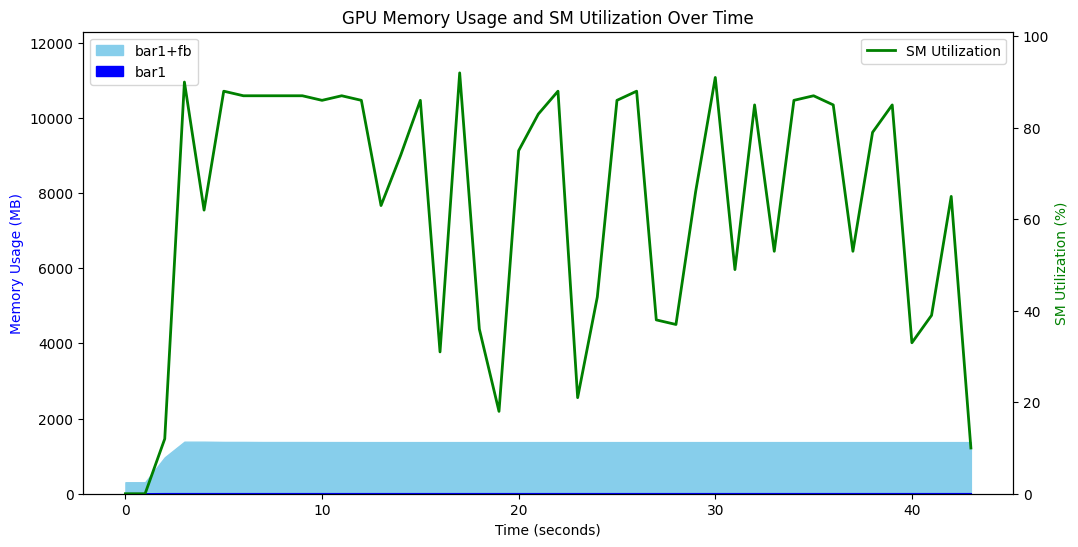 GPU Memory Usage and SM Utilization Over Time
bar1+fb
bar1
SM Utilization
Memory Usage (MB)
12000
10000
8000
6000
4000
2000
0
SM Utilization (%)
100
80
60
40
20
0
0 10 20 30 40
Time (seconds)